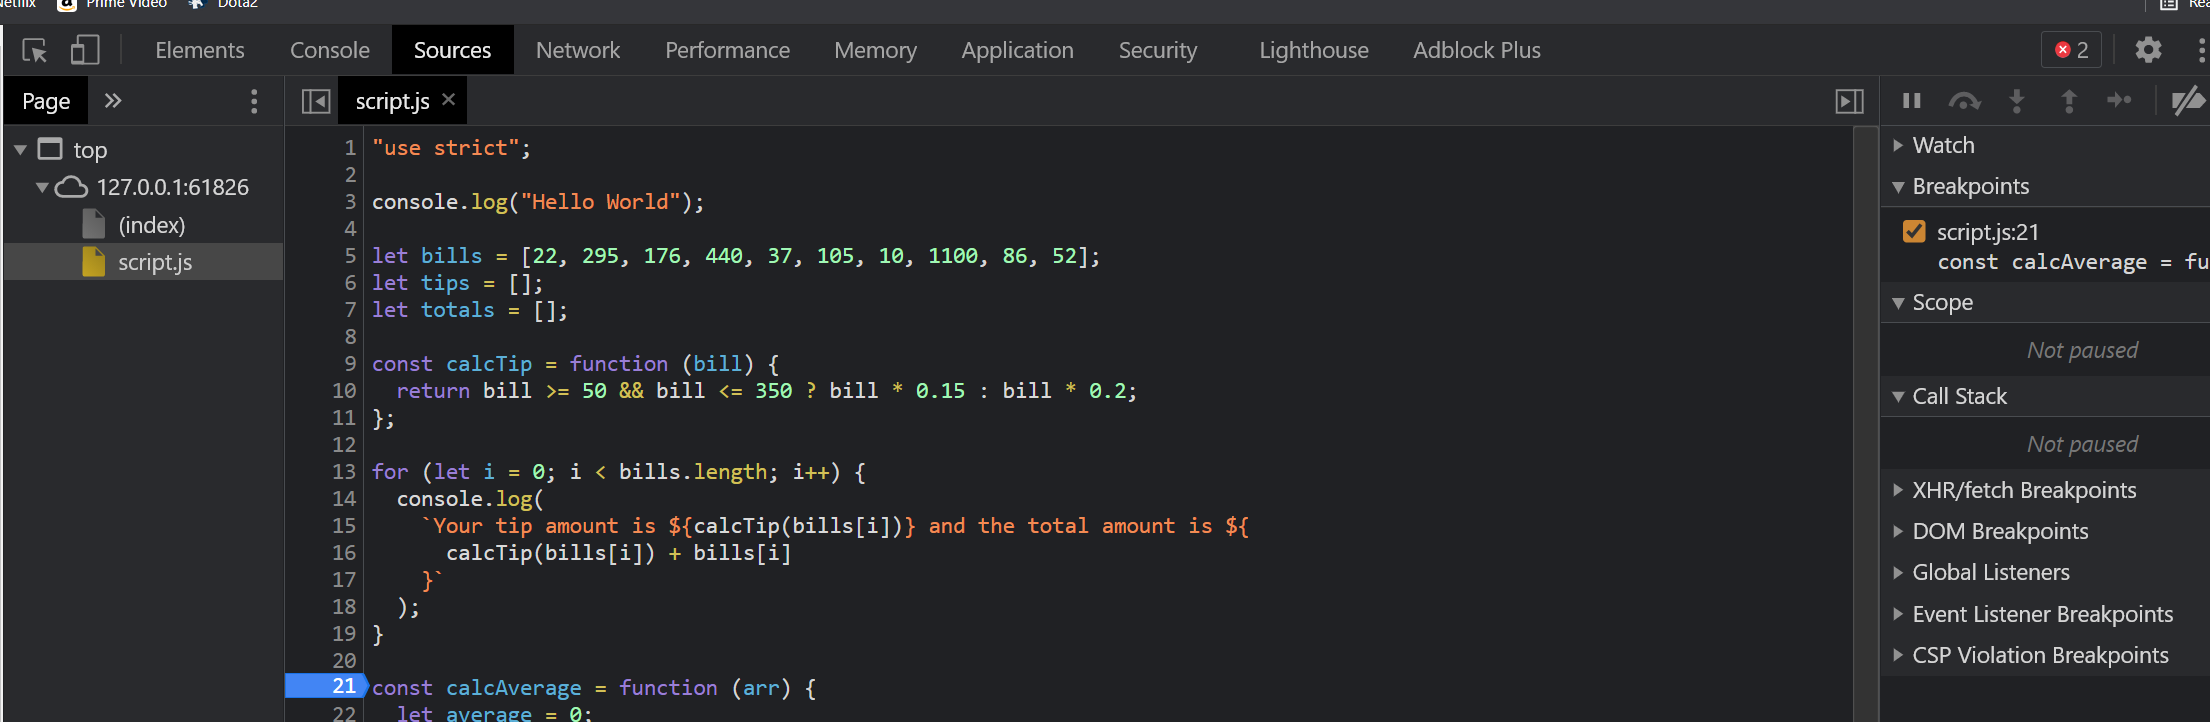 Prime Video Dota2
Elements Console Sources Network Performance Memory Application Security Lighthouse Adblock Plus 2
Page » script.js ×
top
127.0.0.1:61826
(index)
script.js
1 "use strict";
2
3 console.log("Hello World");
4
5 let bills = [22, 295, 176, 440, 37, 105, 10, 1100, 86, 52];
6 let tips = [];
7 let totals = [];
8
9 const calcTip = function (bill) {
10 return bill >= 50 && bill <= 350 ? bill * 0.15 : bill * 0.2;
11 };
12
13 for (let i = 0; i < bills.length; i++) {
14 console.log(
15 `Your tip amount is ${calcTip(bills[i])} and the total amount is ${
16 calcTip(bills[i]) + bills[i]
17 }`
18 );
19 }
20
21 const calcAverage = function (arr) {
22 let average = 0;
Watch
Breakpoints
script.js:21
const calcAverage = fu
Scope
Not paused
Call Stack
Not paused
XHR/fetch Breakpoints
DOM Breakpoints
Global Listeners
Event Listener Breakpoints
CSP Violation Breakpoints